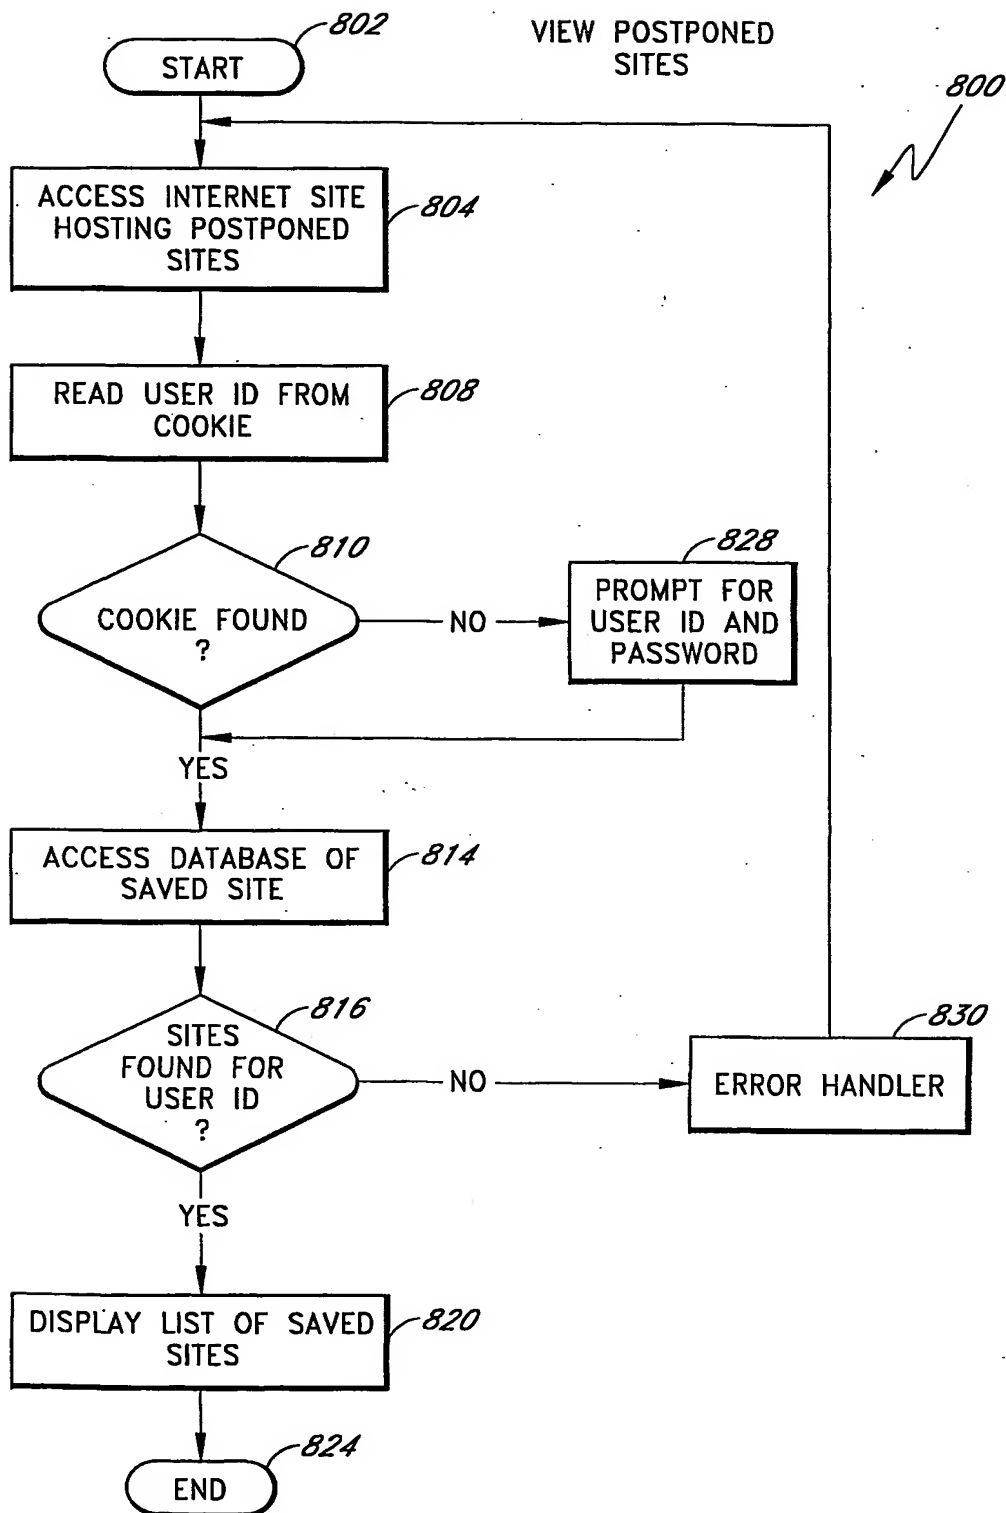 802
VIEW POSTPONED
SITES
START
800
ACCESS INTERNET SITE
HOSTING POSTPONED
SITES
804
READ USER ID FROM
COOKIE
808
810
COOKIE FOUND
?
NO
828
PROMPT FOR
USER ID AND
PASSWORD
YES
ACCESS DATABASE OF
SAVED SITE
814
816
SITES
FOUND FOR
USER ID
?
NO
830
ERROR HANDLER
YES
DISPLAY LIST OF SAVED
SITES
820
824
END